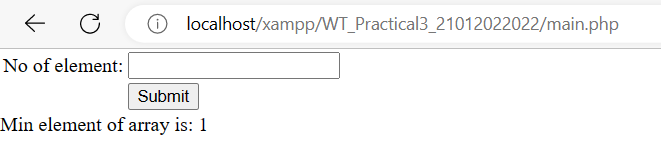 localhost/xampp/WT_Practical3_21012022022/main.php
No of element:
Submit
Min element of array is: 1